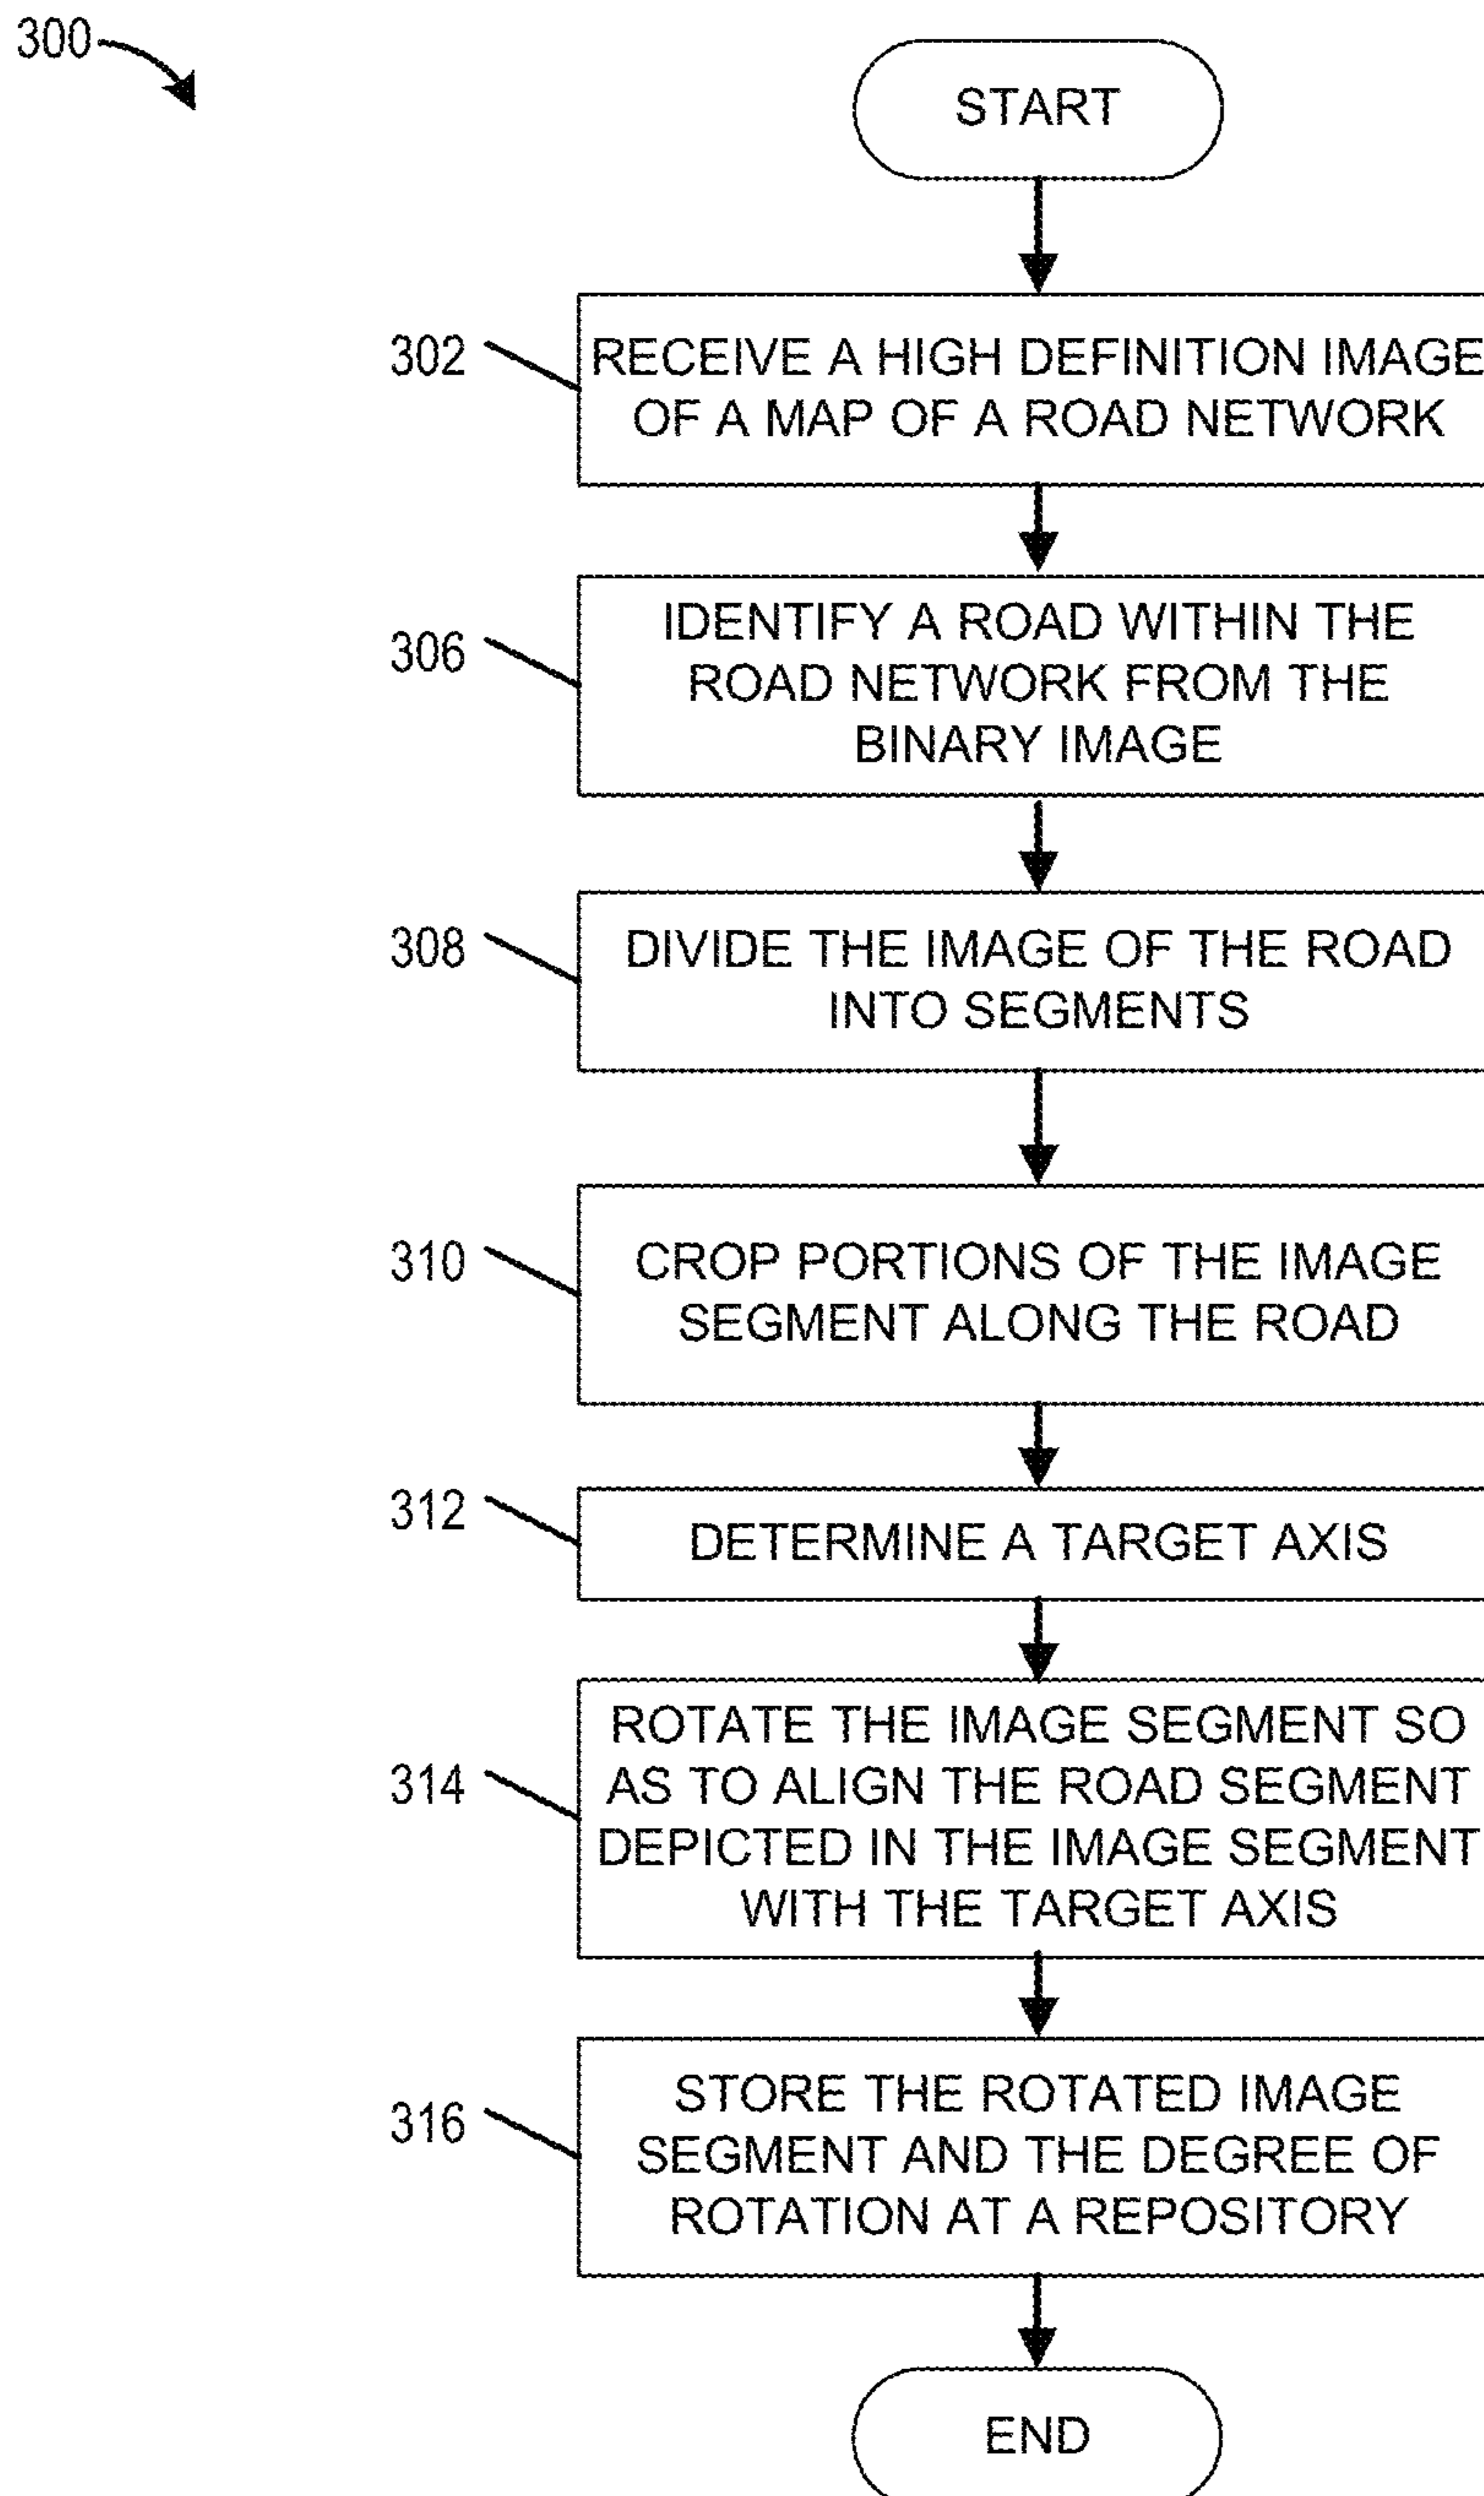 300
START
302
RECEIVE A HIGH DEFINITION IMAGE
OF A MAP OF A ROAD NETWORK
306
IDENTIFY A ROAD WITHIN THE
ROAD NETWORK FROM THE
BINARY IMAGE
308
DIVIDE THE IMAGE OF THE ROAD
INTO SEGMENTS
310
CROP PORTIONS OF THE IMAGE
SEGMENT ALONG THE ROAD
312
DETERMINE A TARGET AXIS
314
ROTATE THE IMAGE SEGMENT SO
AS TO ALIGN THE ROAD SEGMENT
DEPICTED IN THE IMAGE SEGMENT
WITH THE TARGET AXIS
316
STORE THE ROTATED IMAGE
SEGMENT AND THE DEGREE OF
ROTATION AT A REPOSITORY
END